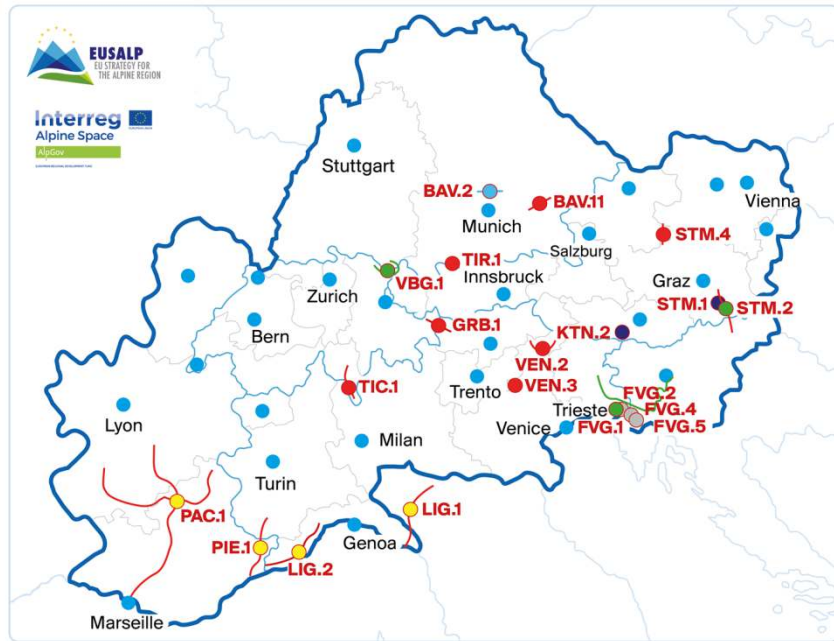 EUSALP
EU STRATEGY FOR
THE ALPINE REGION
Interreg
Alpine Space
AlpGov
Stuttgart
BAV.2
BAV.11
Munich
Vienna
Salzburg
STM.4
TIR.1
Innsbruck
VBG.1
Zurich
Graz
STM.1
STM.2
Bern
GRB.1
KTN.2
VEN.2
TIC.1
Trento
VEN.3
FVG.2
Trieste
FVG.4
Lyon
Milan
Venice
FVG.1
FVG.5
Turin
PAC.1
LIG.1
PIE.1
Genoa
LIG.2
Marseille